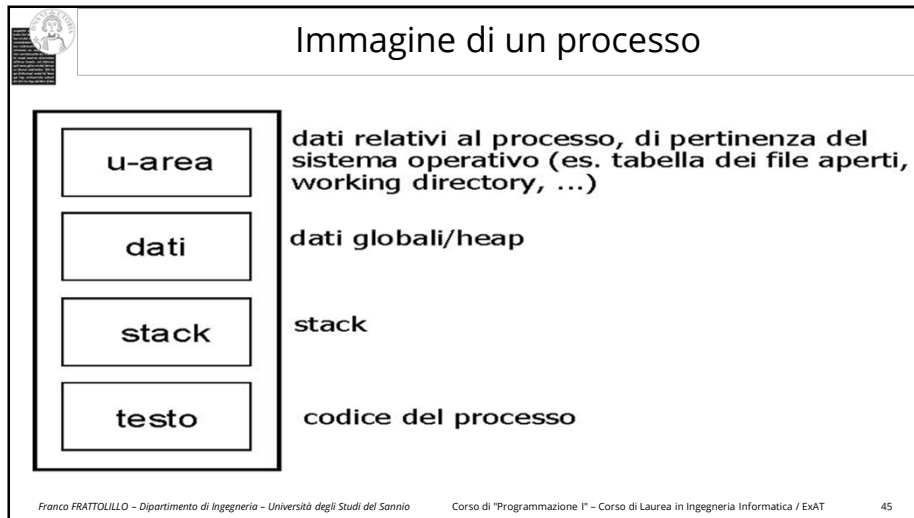 Immagine di un processo
u-area
dati relativi al processo, di pertinenza del
sistema operativo (es. tabella dei file aperti,
working directory, ...)
dati
dati globali/heap
stack
stack
testo
codice del processo
Franco FRATTOLILLO – Dipartimento di Ingegneria – Università degli Studi del Sannio
Corso di "Programmazione I" – Corso di Laurea in Ingegneria Informatica / ExAT
45